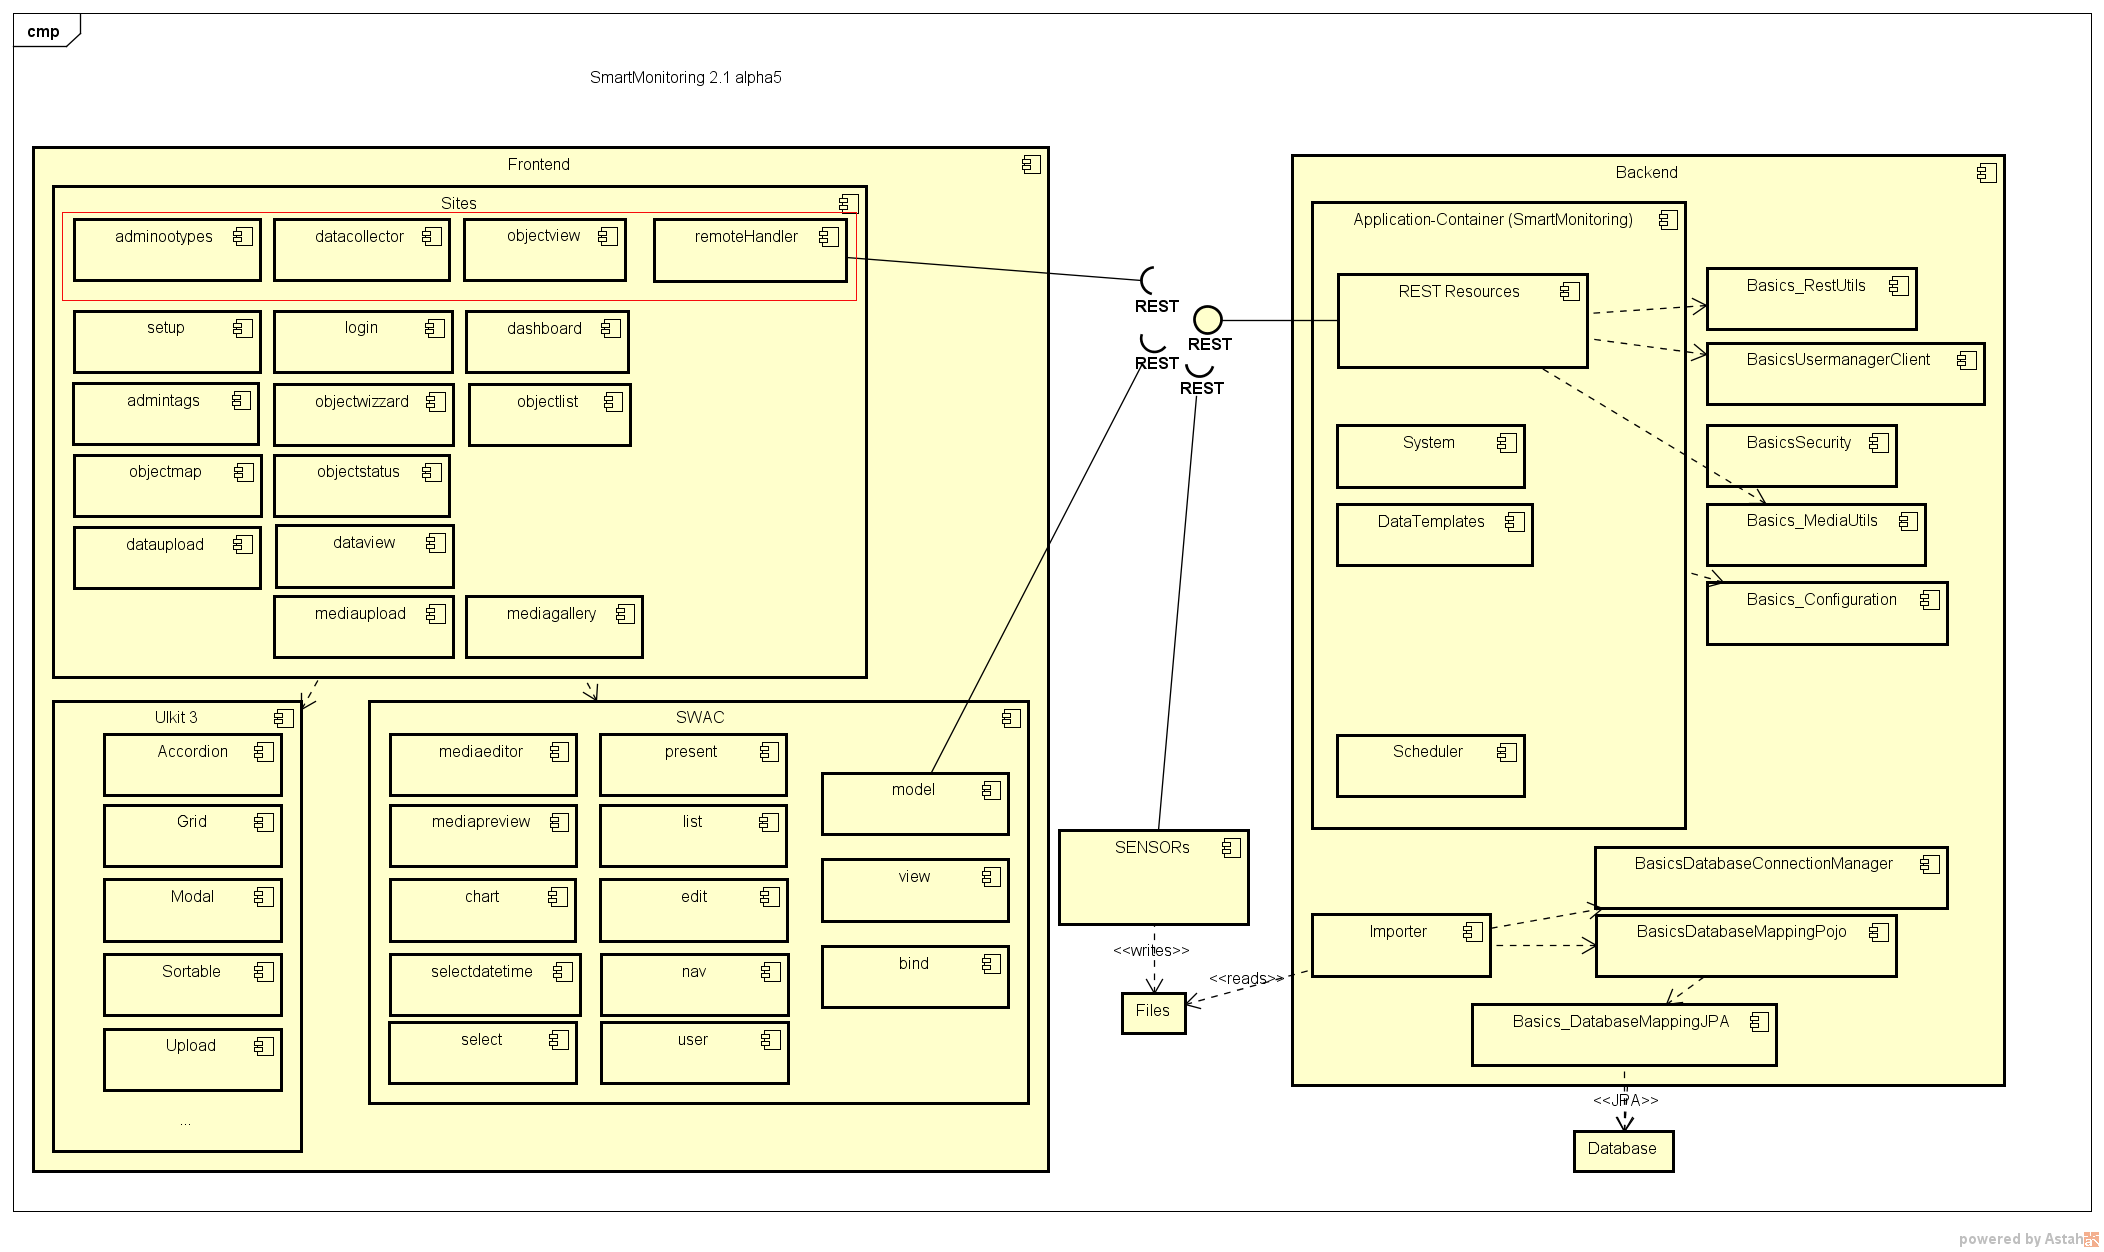 cmp
SmartMonitoring 2.1 alpha5
Frontend
Sites
adminootypes
datacollector
objectview
remoteHandler
setup
login
dashboard
admintags
objectwizzard
objectlist
objectmap
objectstatus
dataupload
dataview
mediaupload
mediagallery
UIkit 3
Accordion
Grid
Modal
Sortable
Upload
...
SWAC
mediaeditor
present
model
mediapreview
list
view
chart
edit
bind
selectdatetime
nav
select
user
REST
REST
REST
REST
SENSORs
<<writes>>
<<reads>>
Files
Backend
Application-Container (SmartMonitoring)
REST Resources
System
DataTemplates
Scheduler
Basics_RestUtils
BasicsUsermanagerClient
BasicsSecurity
Basics_MediaUtils
Basics_Configuration
BasicsDatabaseConnectionManager
Importer
BasicsDatabaseMappingPojo
Basics_DatabaseMappingJPA
<<JPA>>
Database
powered by Astah